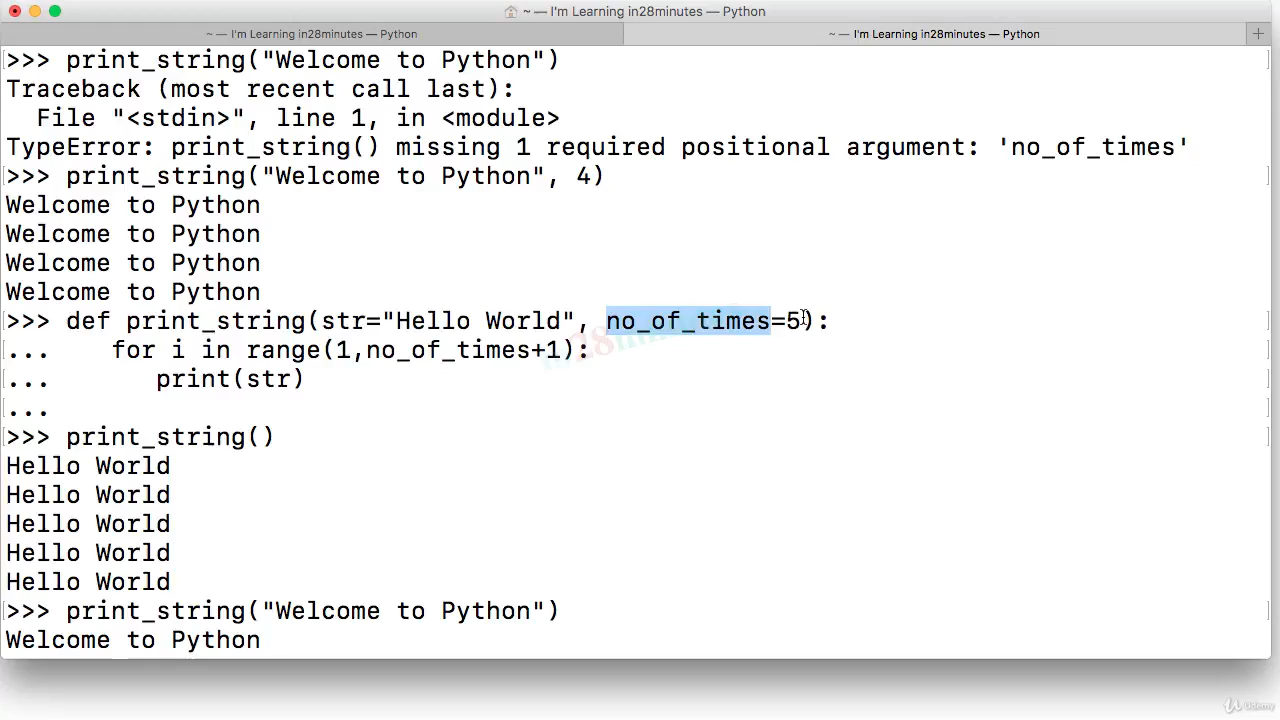 ~ — I'm Learning in28minutes — Python
~ — I'm Learning in28minutes — Python
~ — I'm Learning in28minutes — Python
>>> print_string("Welcome to Python")
Traceback (most recent call last):
  File "<stdin>", line 1, in <module>
TypeError: print_string() missing 1 required positional argument: 'no_of_times'
>>> print_string("Welcome to Python", 4)
Welcome to Python
Welcome to Python
Welcome to Python
Welcome to Python
>>> def print_string(str="Hello World", no_of_times=5):
...    for i in range(1,no_of_times+1):
...       print(str)
...
>>> print_string()
Hello World
Hello World
Hello World
Hello World
Hello World
>>> print_string("Welcome to Python")
Welcome to Python
Udemy